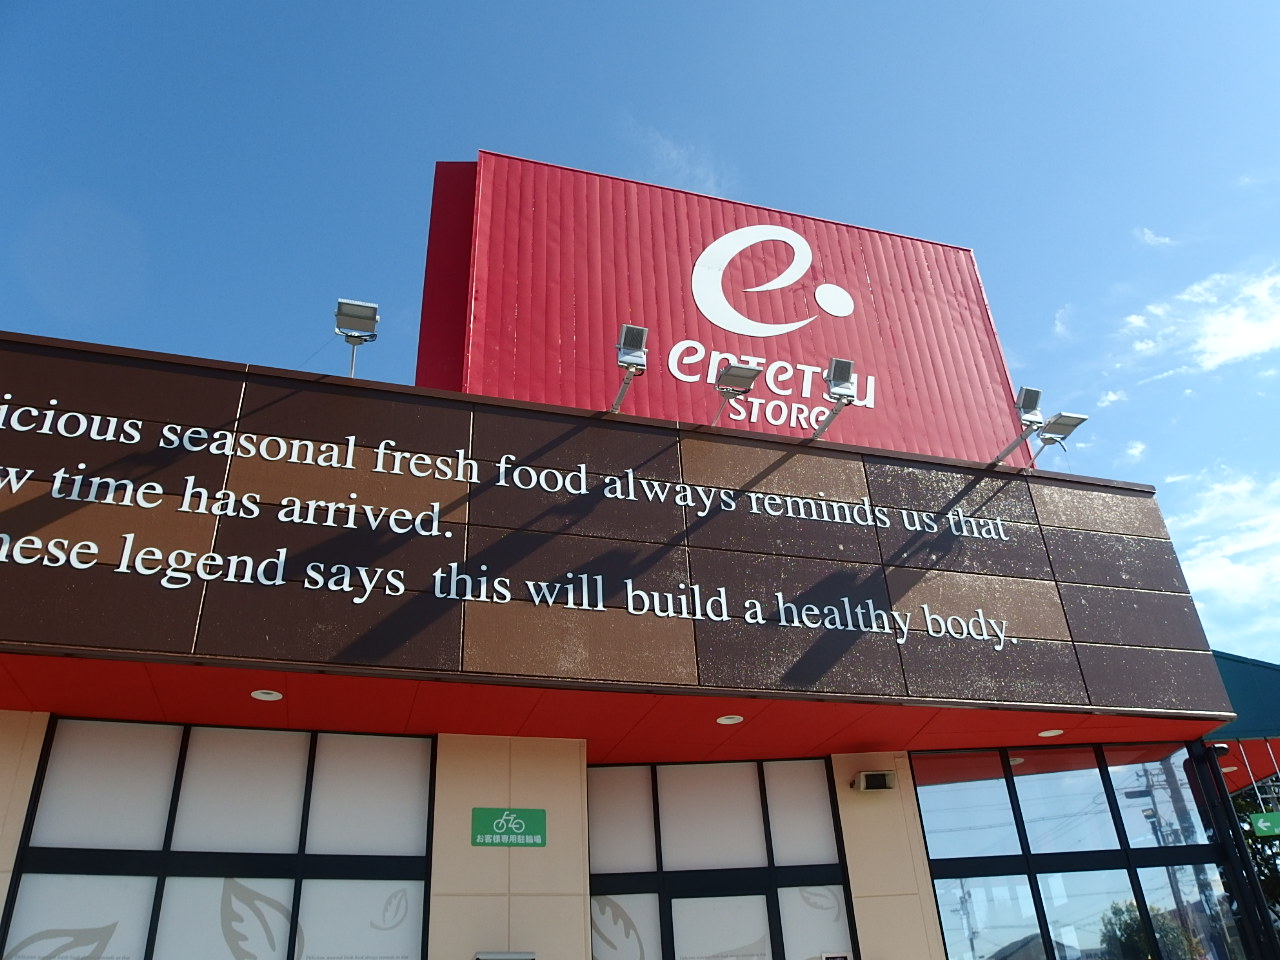 e.
entetsu
STORE
icious seasonal fresh food always reminds us that
w time has arrived.
nese legend says this will build a healthy body.
お客様専用駐輪場